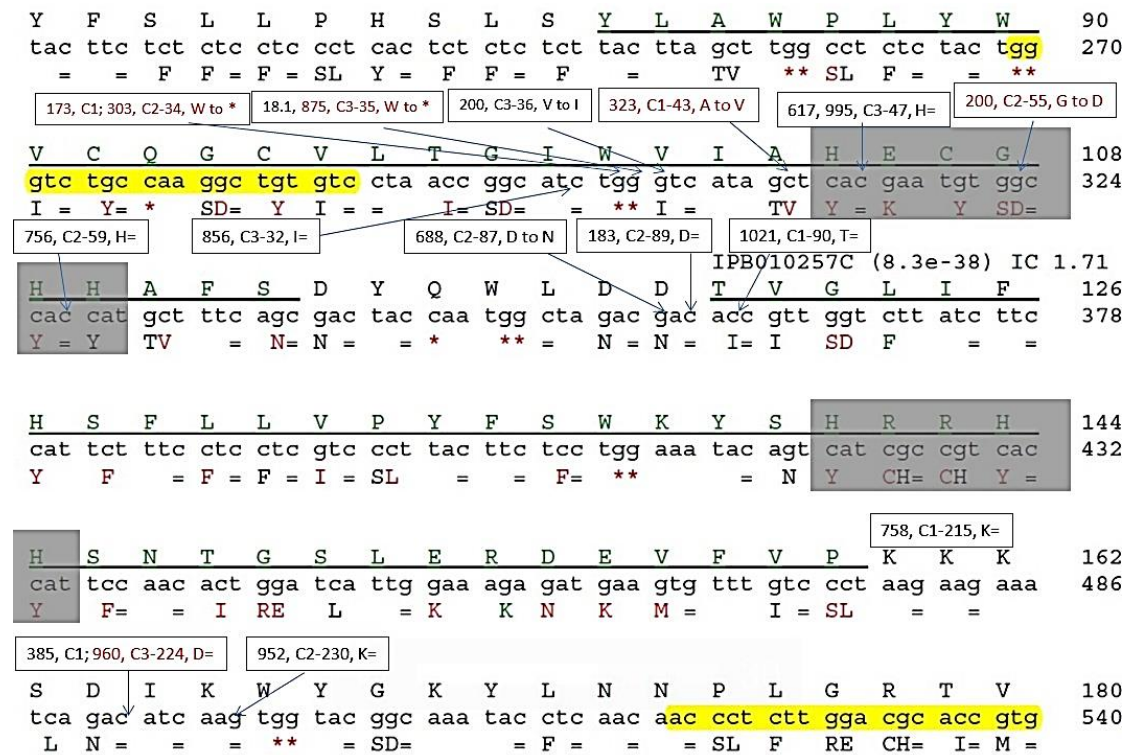 Y F S L L P H S L S Y L A W P L Y W 90
tac ttc tct ctc ctc cct cac tct ctc tct tac tta gct tgg cct ctc tac tgg 270
= = F F = F = SL Y = F F = F = TV ** SL F = = **
173, C1; 303, C2-34, W to * 18.1, 875, C3-35, W to * 200, C3-36, V to I 323, C1-43, A to V 617, 995, C3-47, H= 200, C2-55, G to D
V C Q G C V L T G I W V I A H E C G 108
gtc tgc caa ggc tgt gtc cta acc ggc atc tgg gtc ata gct cac gaa tgt ggc 324
I = Y= * SD= Y I = = I= SD= = ** I = TV Y = K Y SD=
756, C2-59, H= 856, C3-32, I= 688, C2-87, D to N 183, C2-89, D= 1021, C1-90, T=
IPB010257C (8.3e-38) IC 1.71
H H A F S D Y Q W L D D T V G L I F 126
cac cat gct ttc agc gac tac caa tgg cta gac gac acc gtt ggt ctt atc ttc 378
Y = Y TV = N= N = = * ** = N = N = I= I SD F = =
H S F L L V P Y F S W K Y S H R R H 144
cat tct ttc ctc ctc gtc cct tac ttc tcc tgg aaa tac agt cat cgc cgt cac 432
Y F = F = F = I = SL = = F= ** = N Y CH= CH Y =
758, C1-215, K=
H S N T G S L E R D E V F V P K K K 162
cat tcc aac act gga tca ttg gaa aga gat gaa gtg ttt gtc cct aag aag aaa 486
Y F= = I RE L = K K N K M = I = SL = =
385, C1; 960, C3-224, D= 952, C2-230, K=
S D I K W Y G K Y L N N P L G R T V 180
tca gac atc aag tgg tac ggc aaa tac ctc aac aac cct ctt gga cgc acc gtg 540
L N = = = ** = SD= = F = = = SL F RE CH= I= M =